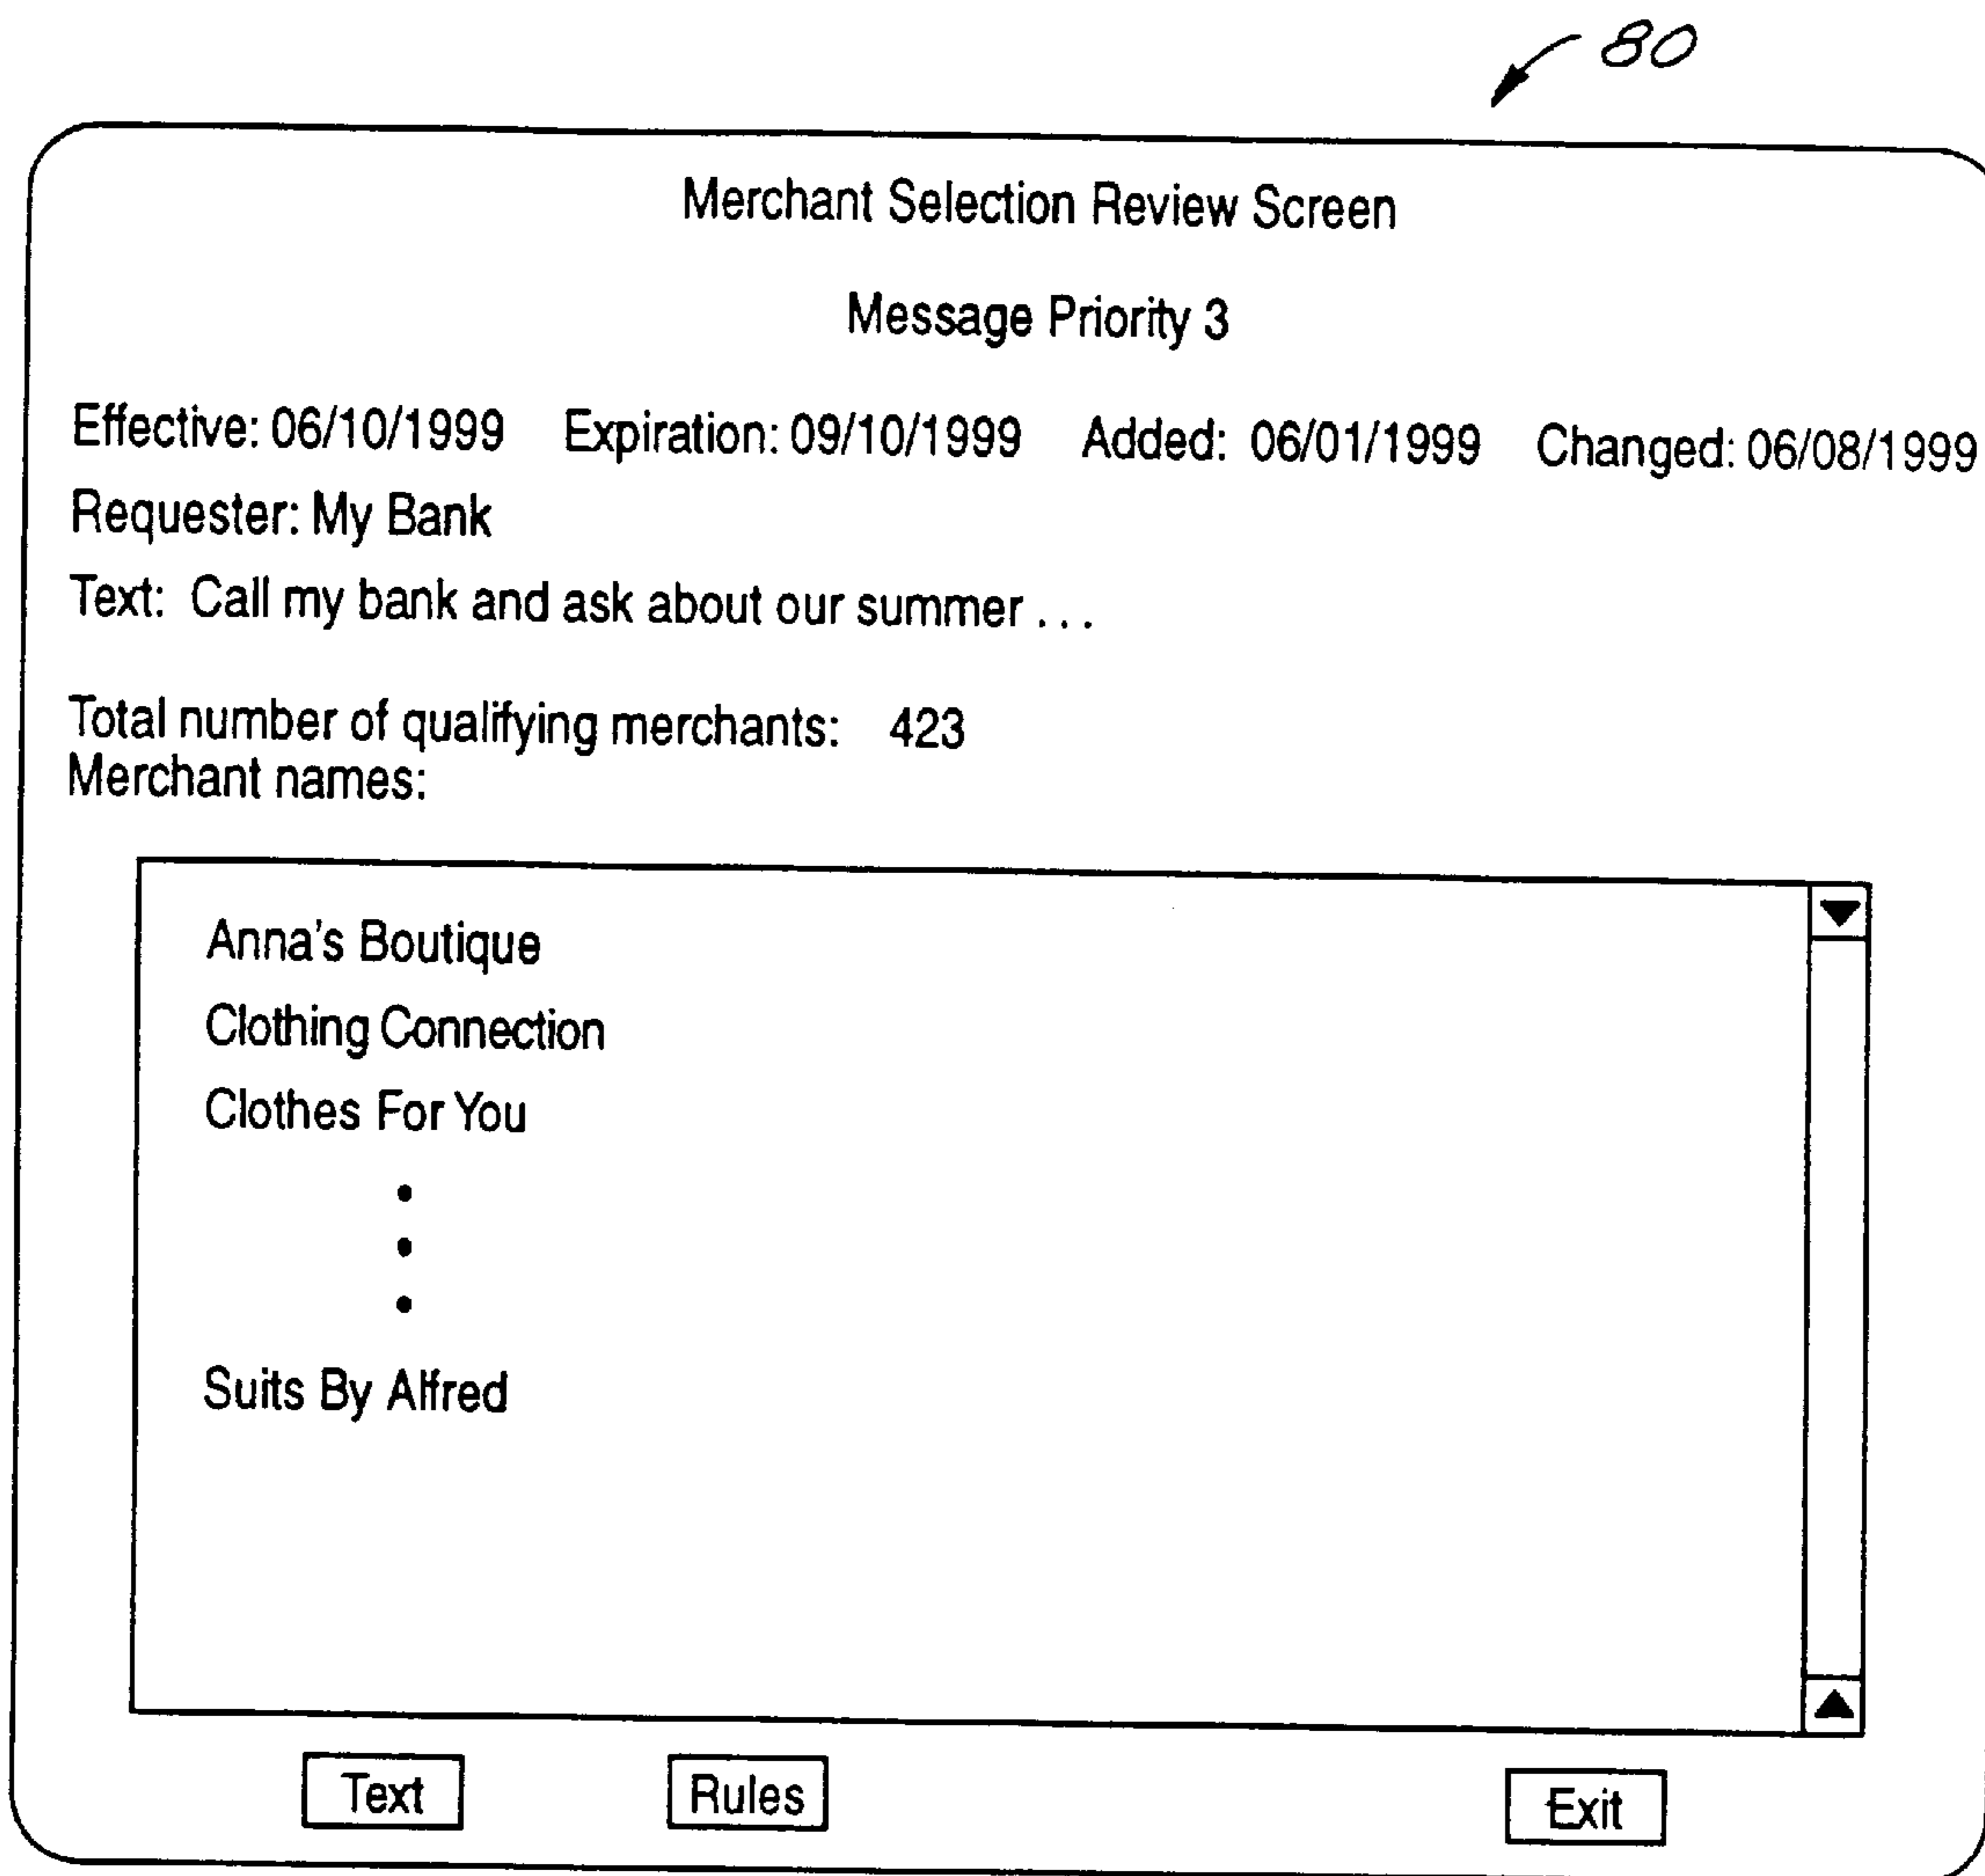 80
Merchant Selection Review Screen
Message Priority 3
Effective: 06/10/1999 Expiration: 09/10/1999 Added: 06/01/1999 Changed: 06/08/1999
Requester: My Bank
Text: Call my bank and ask about our summer . . .
Total number of qualifying merchants: 423
Merchant names:
Anna's Boutique
Clothing Connection
Clothes For You
Suits By Alfred
Text Rules Exit